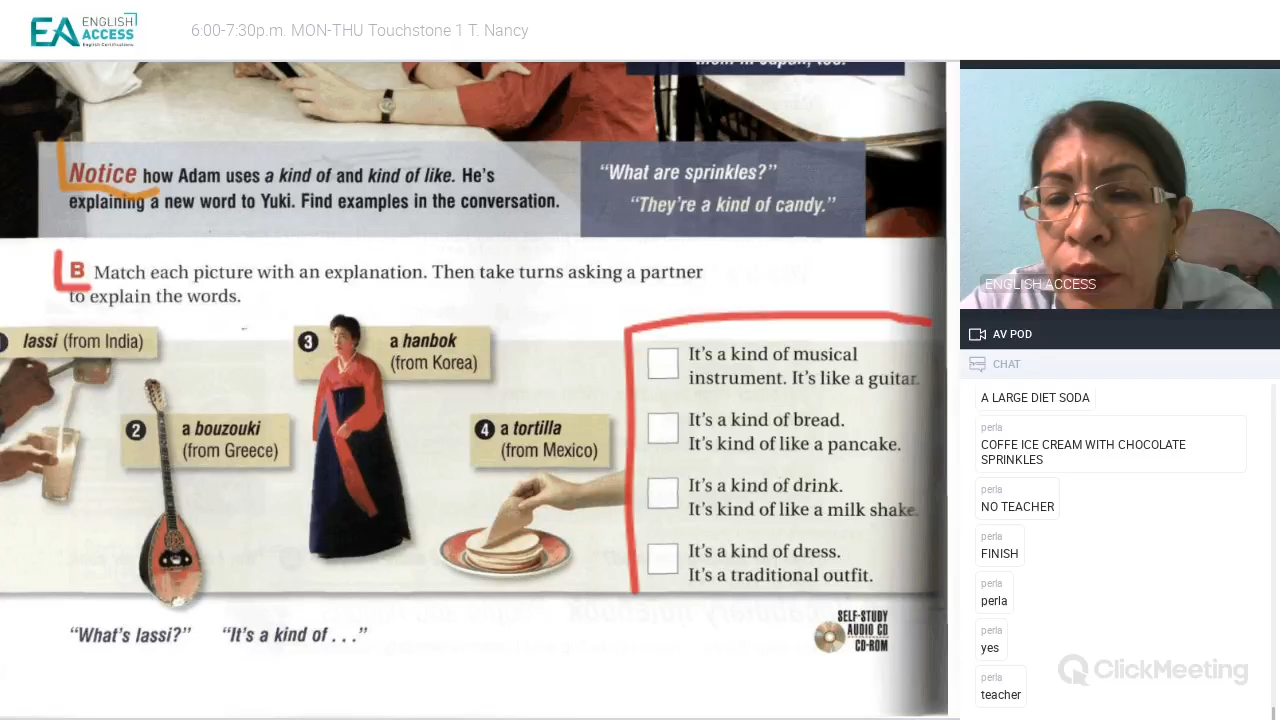 EA ENGLISH ACCESS
English Certifications
6:00-7:30p.m. MON-THU Touchstone 1 T. Nancy
them in Japan, too.
Notice how Adam uses a kind of and kind of like. He's
explaining a new word to Yuki. Find examples in the conversation.
"What are sprinkles?"
"They're a kind of candy."
B Match each picture with an explanation. Then take turns asking a partner
to explain the words.
lassi (from India)
2 a bouzouki
(from Greece)
3 a hanbok
(from Korea)
4 a tortilla
(from Mexico)
It's a kind of musical
instrument. It's like a guitar.
It's a kind of bread.
It's kind of like a pancake.
It's a kind of drink.
It's kind of like a milk shake.
It's a kind of dress.
It's a traditional outfit.
"What's lassi?" "It's a kind of . . ."
SELF-STUDY
AUDIO CD
CD-ROM
ENGLISH ACCESS
AV POD
CHAT
A LARGE DIET SODA
perla
COFFE ICE CREAM WITH CHOCOLATE
SPRINKLES
perla
NO TEACHER
perla
FINISH
perla
perla
perla
yes
perla
teacher
ClickMeeting